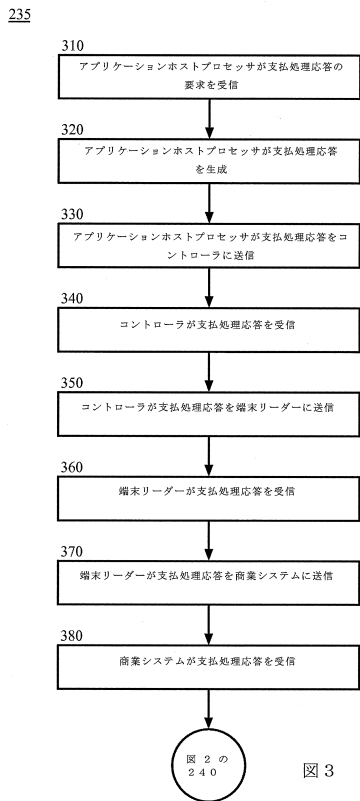 235
310
アプリケーションホストプロセッサが支払処理応答の
要求を受信
320
アプリケーションホストプロセッサが支払処理応答
を生成
330
アプリケーションホストプロセッサが支払処理応答をコ
ントローラに送信
340
コントローラが支払処理応答を受信
350
コントローラが支払処理応答を端末リーダーに送信
360
端末リーダーが支払処理応答を受信
370
端末リーダーが支払処理応答を商業システムに送信
380
商業システムが支払処理応答を受信
図 2 の
2 4 0
図 3